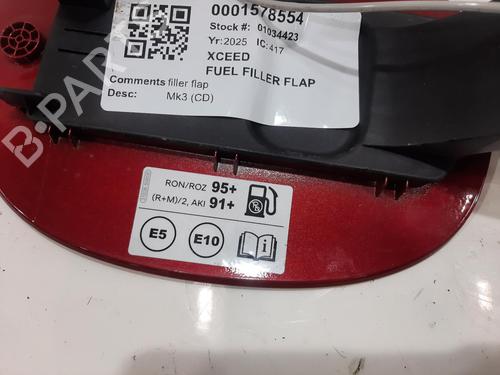 0001578554
Stock #: 01034423
Yr:2025 IC:417
XCEED
FUEL FILLER FLAP
Comments filler flap
Desc: Mk3 (CD)
B-PARTS
RON/ROZ 95+
(R+M)/2, AKI 91+
E5 E10